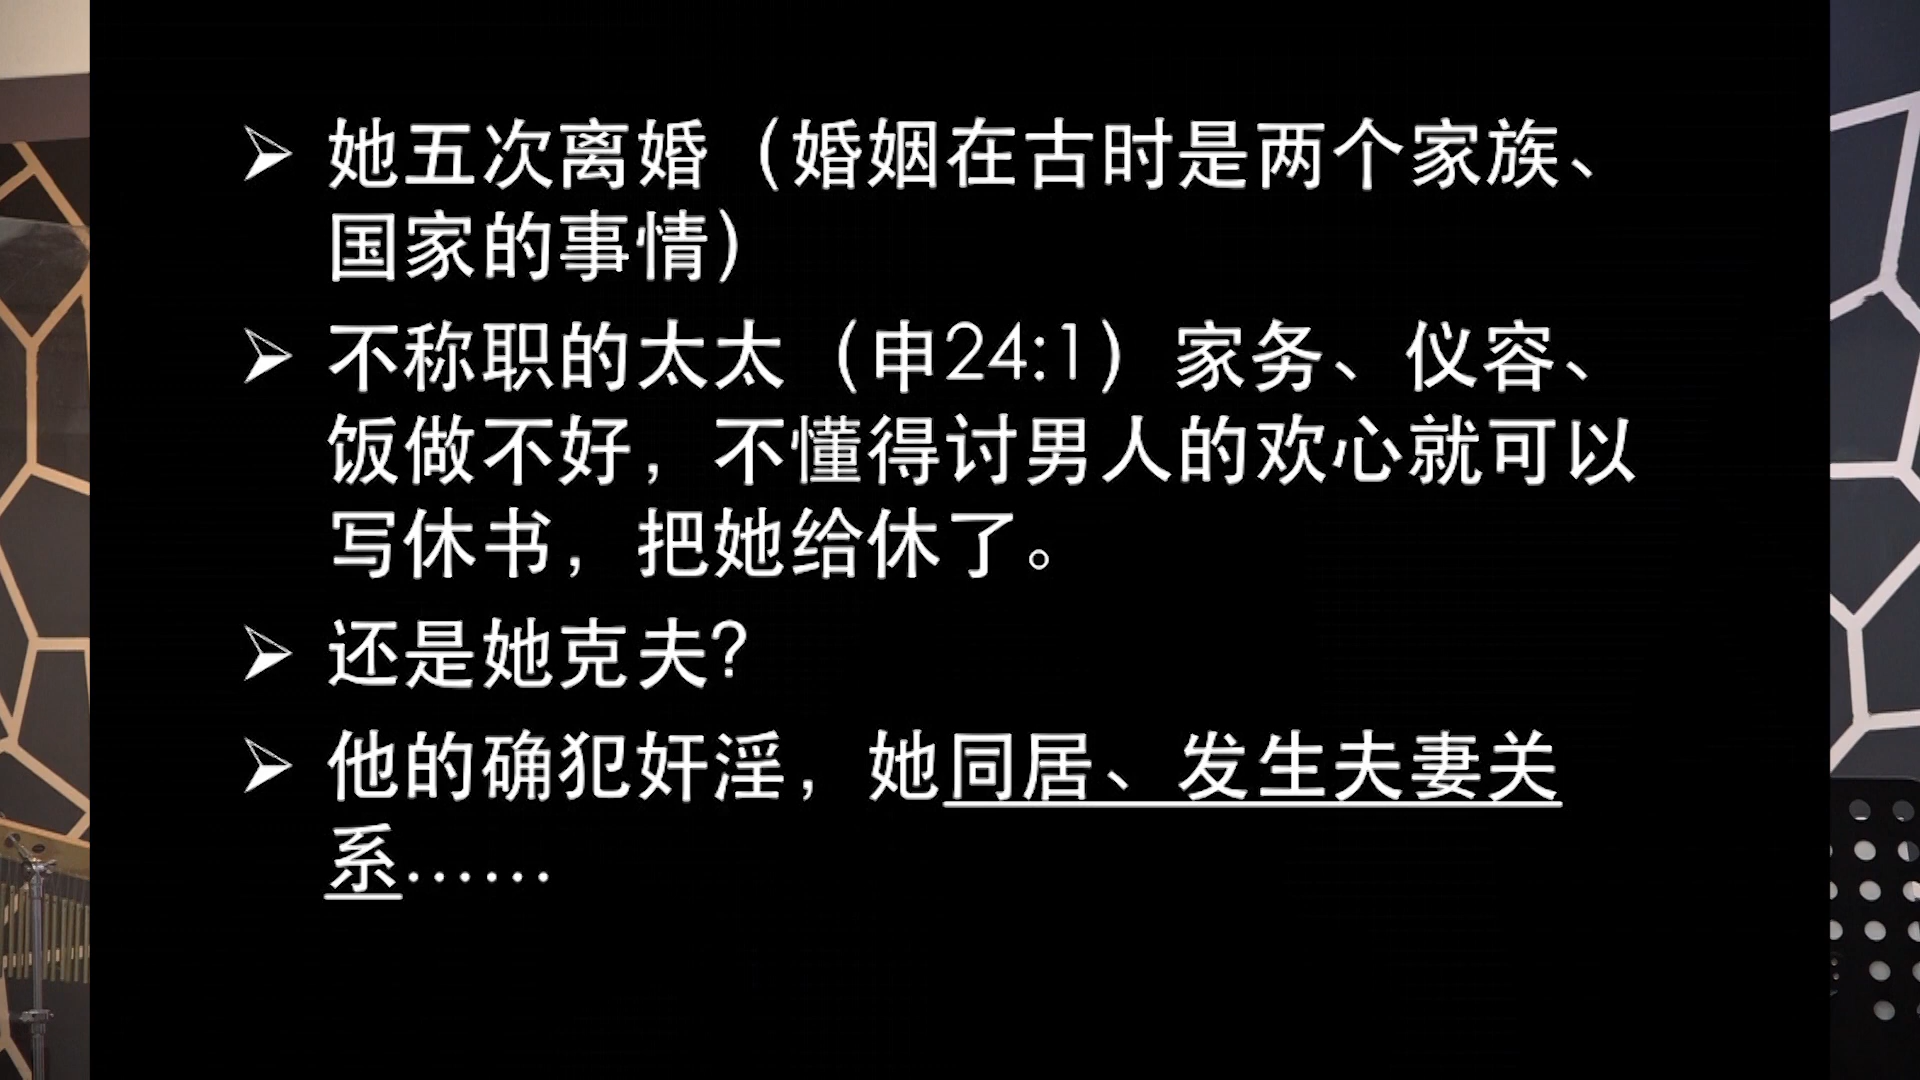 ➢ 她五次离婚（婚姻在古时是两个家族、
国家的事情）
➢ 不称职的太太（申24:1）家务、仪容、
饭做不好，不懂得讨男人的欢心就可以
写休书，把她给休了。
➢ 还是她克夫?
➢ 他的确犯奸淫，她同居、发生夫妻关
系......